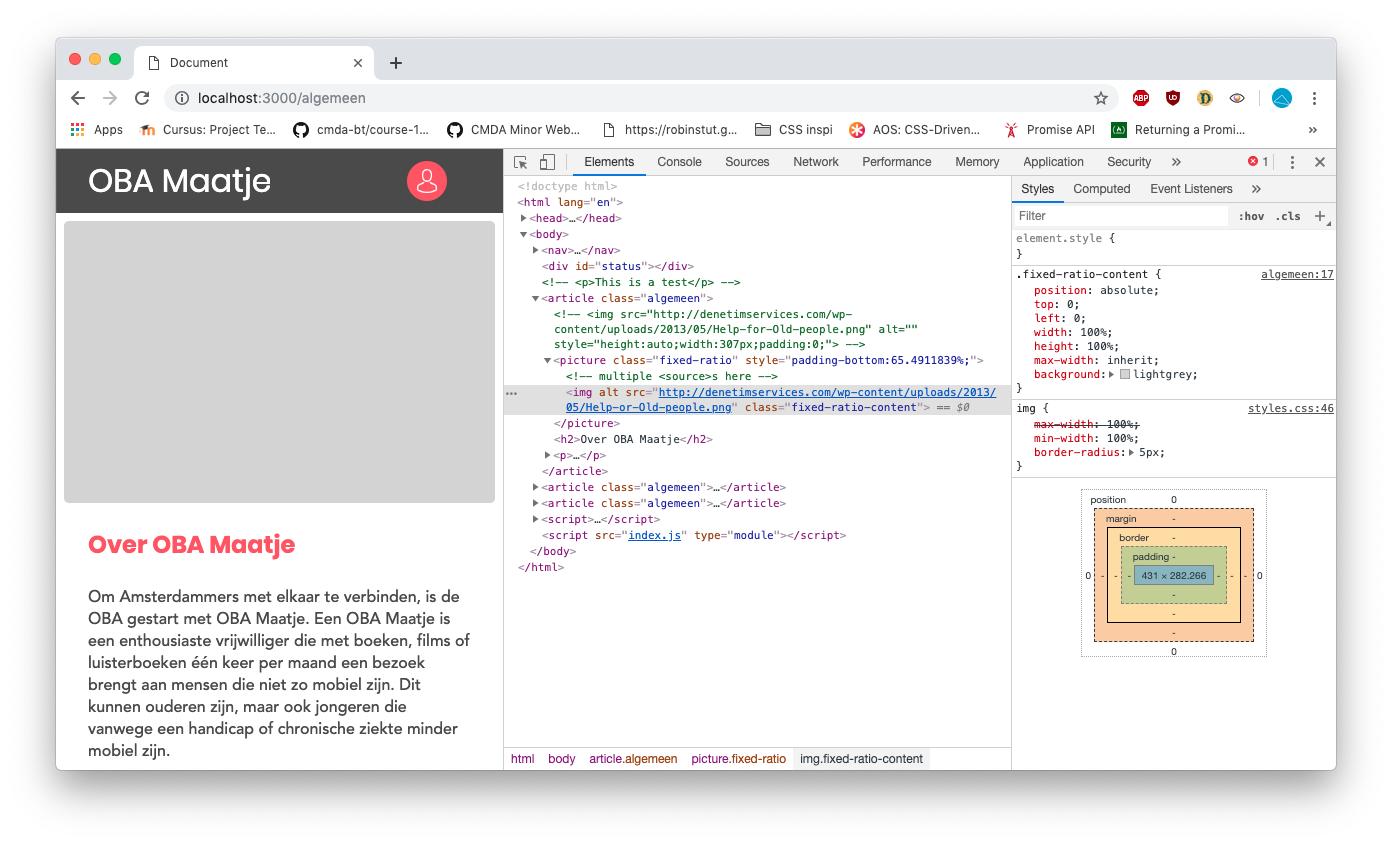 Document
localhost:3000/algemeen
ABP
UD
Apps
Cursus: Project Te...
cmda-bt/course-1...
CMDA Minor Web...
https://robinstut.g...
CSS inspi
AOS: CSS-Driven...
Promise API
Returning a Promi...
»
OBA Maatje
Over OBA Maatje
Om Amsterdammers met elkaar te verbinden, is de
OBA gestart met OBA Maatje. Een OBA Maatje is
een enthousiaste vrijwilliger die met boeken, films of
luisterboeken één keer per maand een bezoek
brengt aan mensen die niet zo mobiel zijn. Dit
kunnen ouderen zijn, maar ook jongeren die
vanwege een handicap of chronische ziekte minder
mobiel zijn.
Elements Console Sources Network Performance Memory Application Security » 1
<!doctype html>
<html lang="en">
<head>…</head>
<body>
<nav>…</nav>
<div id="status"></div>
<!-- <p>This is a test</p> -->
<article class="algemeen">
<!-- <img src="http://denetimservices.com/wp-
content/uploads/2013/05/Help-for-Old-people.png" alt=""
style="height:auto;width:307px;padding:0;"> -->
<picture class="fixed-ratio" style="padding-bottom:65.4911839%;">
<!-- multiple <source>s here -->
<img alt src="http://denetimservices.com/wp-content/uploads/2013/
05/Help-or-Old-people.png" class="fixed-ratio-content"> == $0
</picture>
<h2>Over OBA Maatje</h2>
<p>…</p>
</article>
<article class="algemeen">…</article>
<article class="algemeen">…</article>
<script>…</script>
<script src="index.js" type="module"></script>
</body>
</html>
html body article.algemeen picture.fixed-ratio img.fixed-ratio-content
Styles Computed Event Listeners »
Filter :hov .cls +
element.style {
}
.fixed-ratio-content { algemeen:17
position: absolute;
top: 0;
left: 0;
width: 100%;
height: 100%;
max-width: inherit;
background: lightgrey;
}
img { styles.css:46
max-width: 100%;
min-width: 100%;
border-radius: 5px;
}
position 0
margin -
border -
padding -
0 - - - 431 × 282.266 - - - 0
-
-
-
0